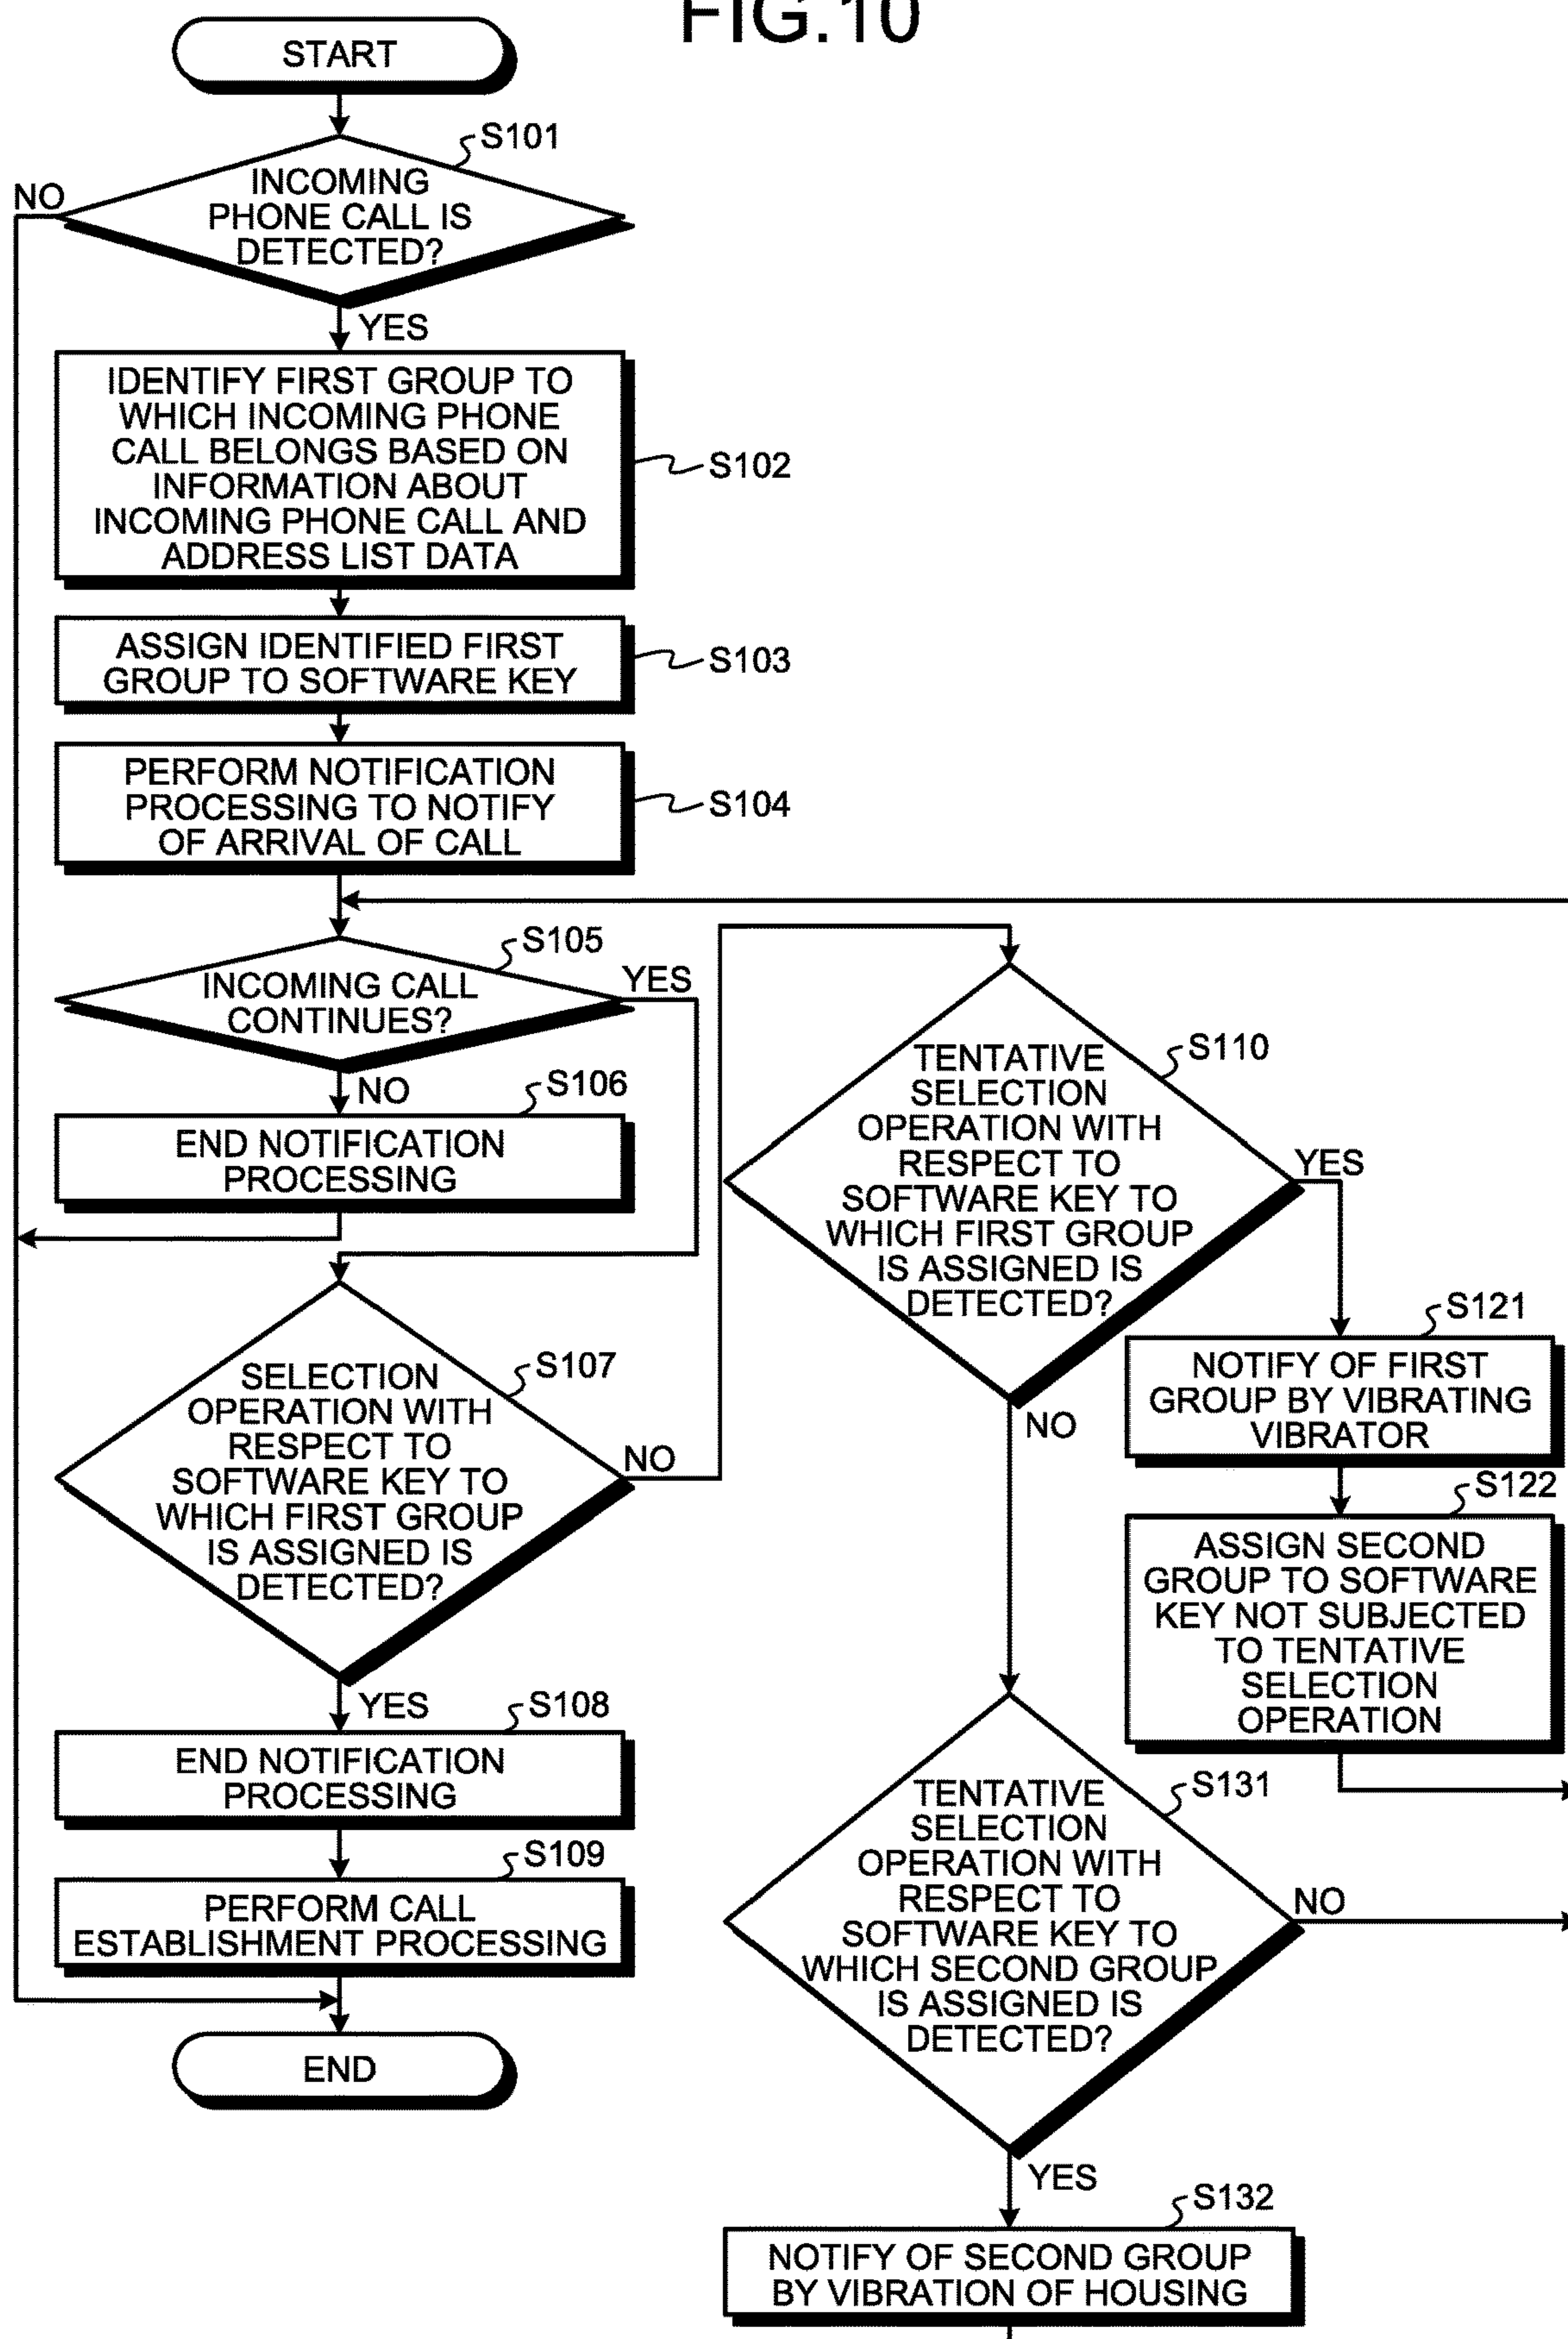 FIG.10
START
S101
INCOMING
PHONE CALL IS
DETECTED?
NO
YES
IDENTIFY FIRST GROUP TO
WHICH INCOMING PHONE
CALL BELONGS BASED ON
INFORMATION ABOUT
INCOMING PHONE CALL AND
ADDRESS LIST DATA
S102
ASSIGN IDENTIFIED FIRST
GROUP TO SOFTWARE KEY
S103
PERFORM NOTIFICATION
PROCESSING TO NOTIFY
OF ARRIVAL OF CALL
S104
S105
INCOMING CALL
CONTINUES?
YES
NO
S106
END NOTIFICATION
PROCESSING
S107
SELECTION
OPERATION WITH
RESPECT TO
SOFTWARE KEY TO
WHICH FIRST GROUP
IS ASSIGNED IS
DETECTED?
NO
YES
S108
END NOTIFICATION
PROCESSING
S109
PERFORM CALL
ESTABLISHMENT PROCESSING
END
S110
TENTATIVE
SELECTION
OPERATION WITH
RESPECT TO
SOFTWARE KEY TO
WHICH FIRST GROUP
IS ASSIGNED IS
DETECTED?
YES
NO
S121
NOTIFY OF FIRST
GROUP BY VIBRATING
VIBRATOR
S122
ASSIGN SECOND
GROUP TO SOFTWARE
KEY NOT SUBJECTED
TO TENTATIVE
SELECTION
OPERATION
S131
TENTATIVE
SELECTION
OPERATION WITH
RESPECT TO
SOFTWARE KEY TO
WHICH SECOND GROUP
IS ASSIGNED IS
DETECTED?
NO
YES
S132
NOTIFY OF SECOND GROUP
BY VIBRATION OF HOUSING